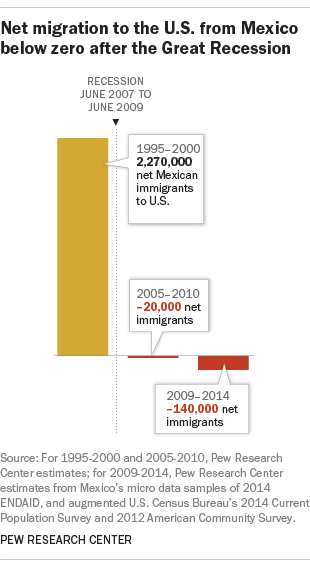 Net migration to the U.S. from Mexico
below zero after the Great Recession
RECESSION
JUNE 2007 TO
JUNE 2009
1995–2000
2,270,000
net Mexican
immigrants
to U.S.
2005–2010
–20,000 net
immigrants
2009–2014
–140,000 net
immigrants
Source: For 1995-2000 and 2005-2010, Pew Research
Center estimates; for 2009-2014, Pew Research Center
estimates from Mexico’s micro data samples of 2014
ENDAID, and augmented U.S. Census Bureau’s 2014 Current
Population Survey and 2012 American Community Survey.
PEW RESEARCH CENTER